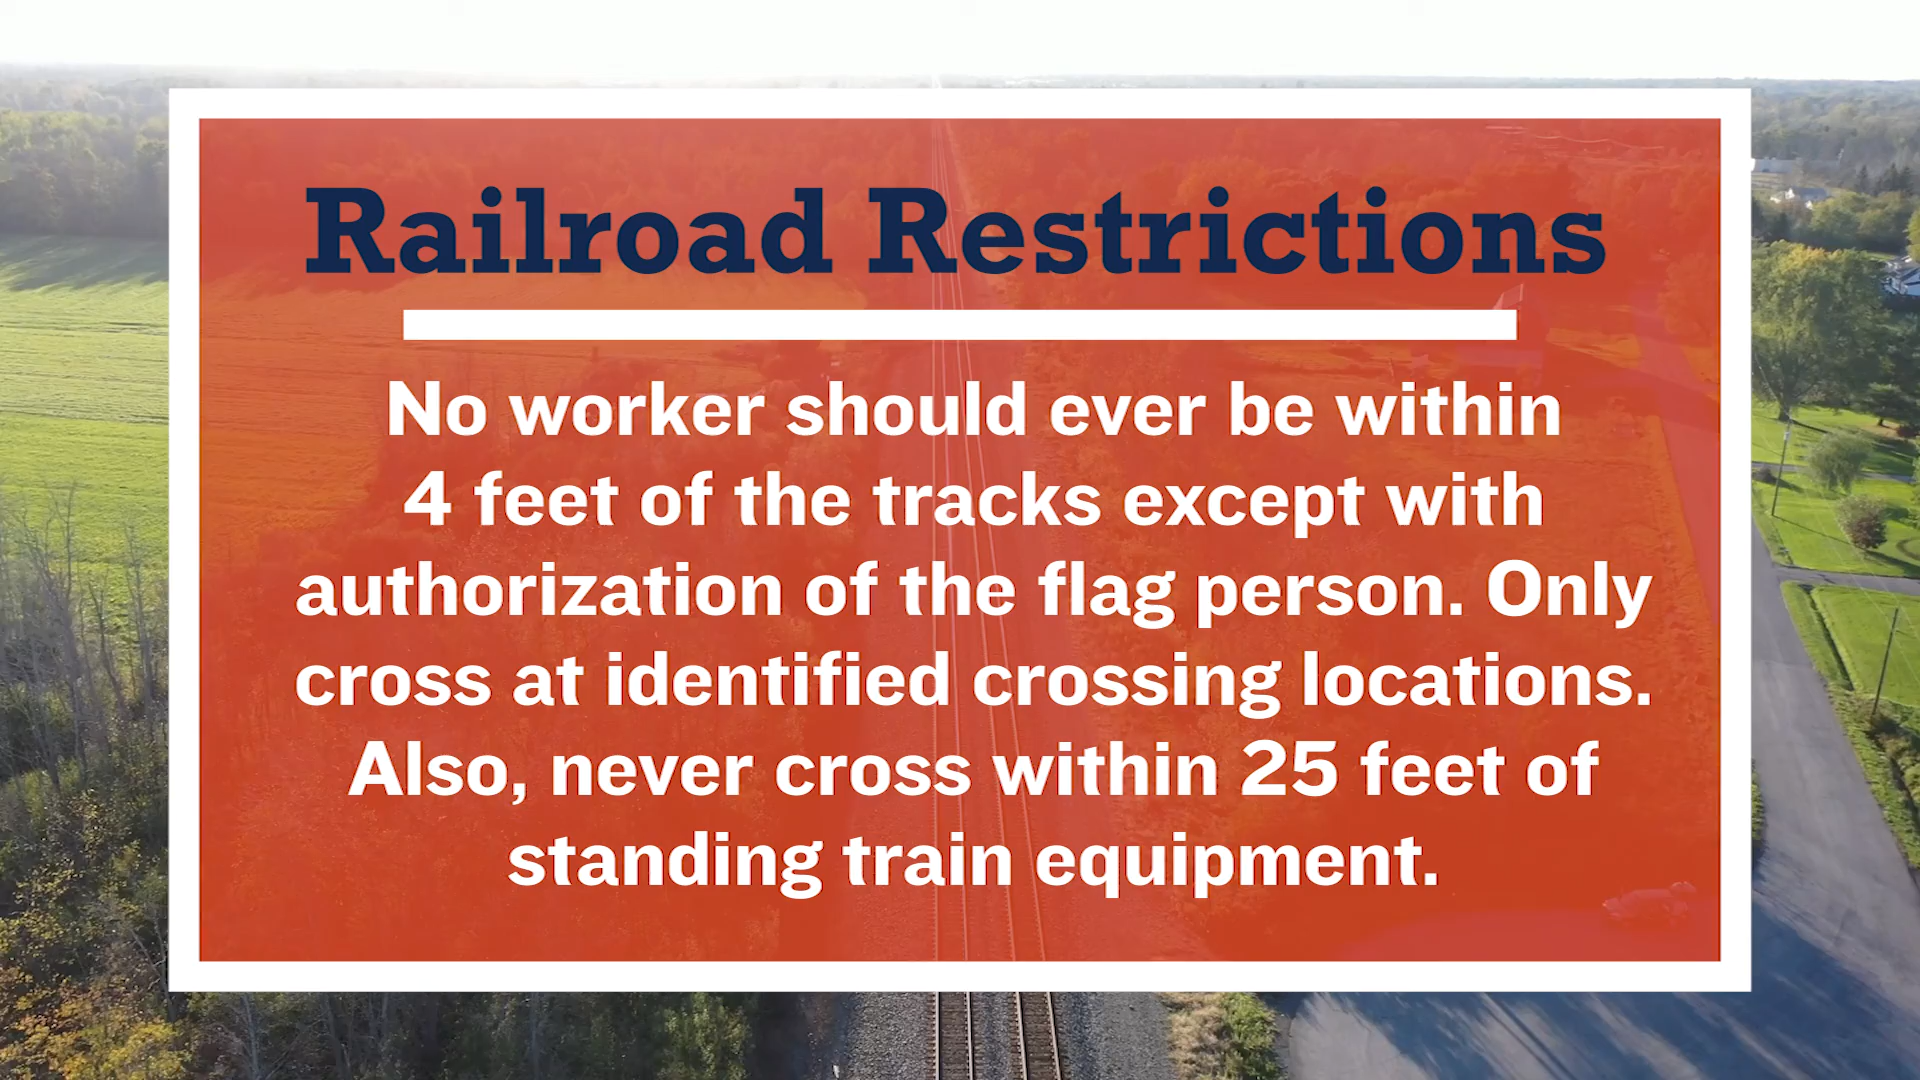 Railroad Restrictions
No worker should ever be within
4 feet of the tracks except with
authorization of the flag person. Only
cross at identified crossing locations.
Also, never cross within 25 feet of
standing train equipment.